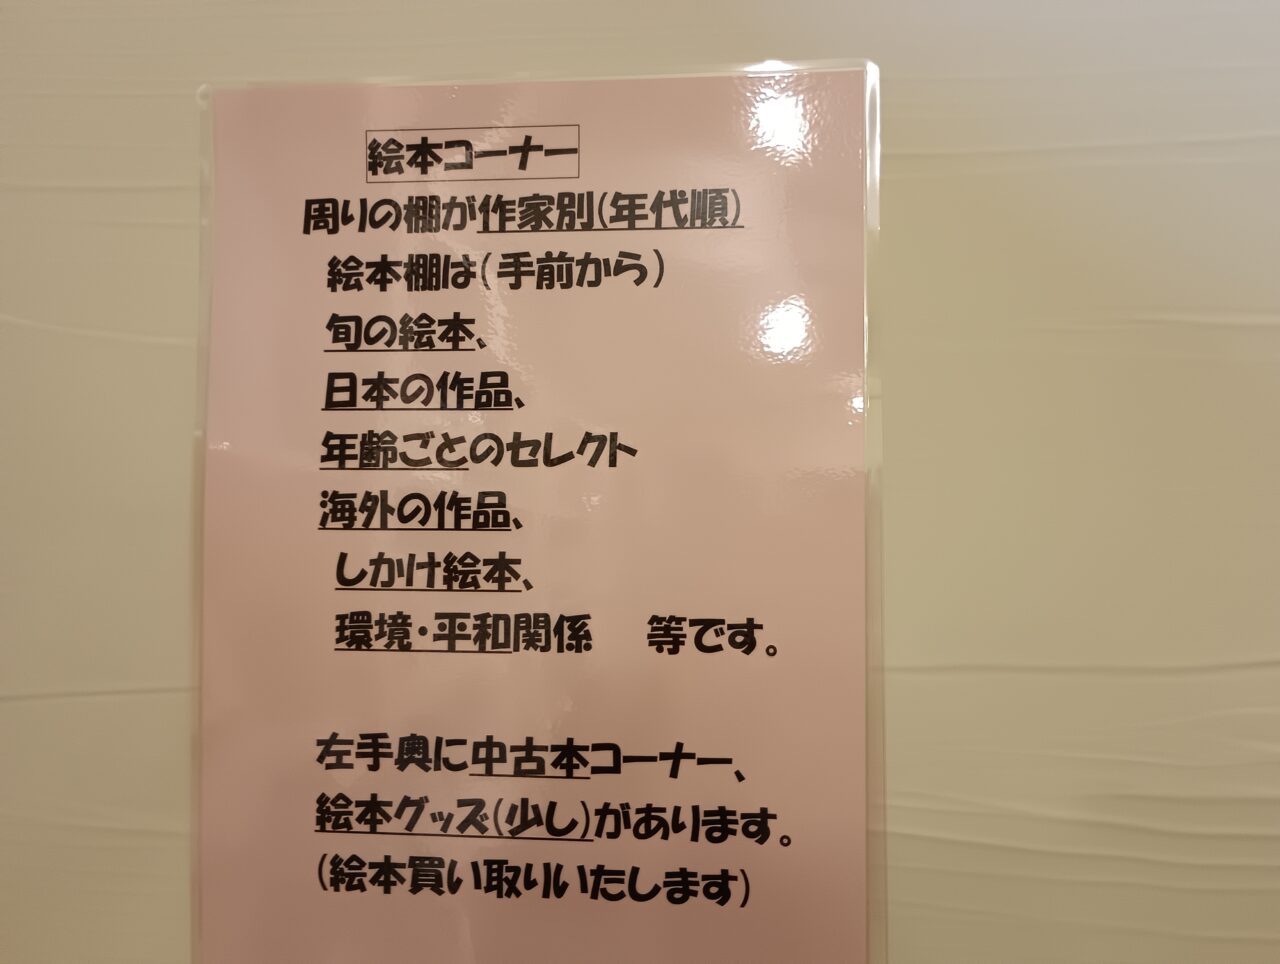 絵本コーナー
周りの棚が作家別(年代順)
絵本棚は(手前から)
旬の絵本、
日本の作品、
年齢ごとのセレクト
海外の作品、
しかけ絵本、
環境・平和関係　等です。
左手奥に中古本コーナー、
絵本グッズ(少し)があります。
(絵本買い取りいたします)